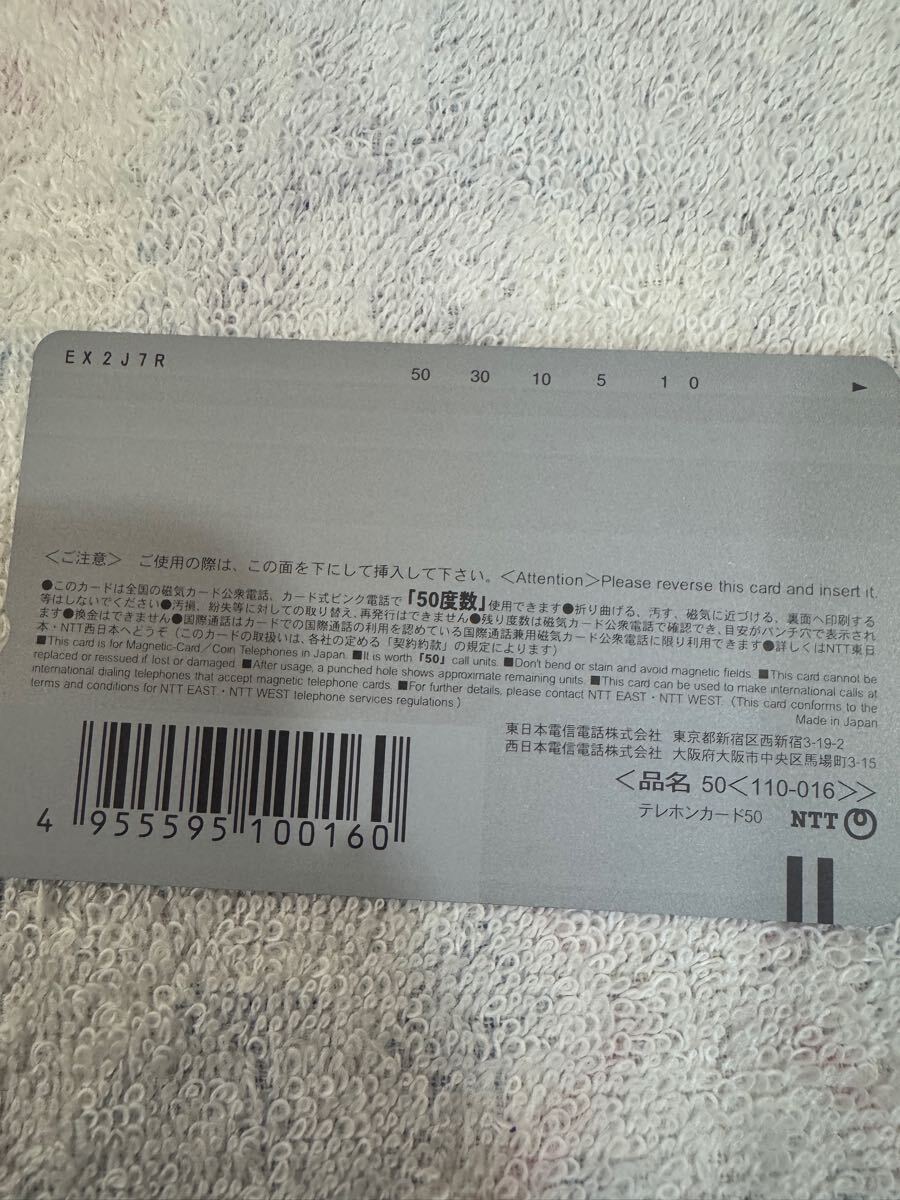 EX2J7R
50 30 10 5 1 0 ▶
＜ご注意＞ ご使用の際は、この面を下にして挿入して下さい。＜Attention＞Please reverse this card and insert it.
●このカードは全国の磁気カード公衆電話、カード式ピンク電話で「50度数」使用できます●折り曲げる、汚す、磁気に近づける、裏面へ印刷する
等はしないでください●汚損、紛失等に対しての取り替え、再発行はできません●残り度数は磁気カード公衆電話で確認でき、目安がパンチ穴で表示され
ます●換金はできません●国際通話はカードでの国際通話の利用を認めている国際通話兼用磁気カード公衆電話に限り利用できます●詳しくはNTT東日
本・NTT西日本へどうぞ（このカードの取扱いは、各社の定める「契約約款」の規定によります）
■This card is for Magnetic-Card／Coin Telephones in Japan. ■It is worth「50」call units. ■Don't bend or stain and avoid magnetic fields. ■This card cannot be
replaced or reissued if lost or damaged. ■After usage, a punched hole shows approximate remaining units. ■This card can be used to make international calls at
international dialing telephones that accept magnetic telephone cards. ■For further details, please contact NTT EAST・NTT WEST. (This card conforms to the
terms and conditions for NTT EAST・NTT WEST telephone services regulations.)
Made in Japan
東日本電信電話株式会社 東京都新宿区西新宿3-19-2
西日本電信電話株式会社 大阪府大阪市中央区馬場町3-15
＜品名 50＜110-016＞＞
テレホンカード50 NTT
4 955595 100160